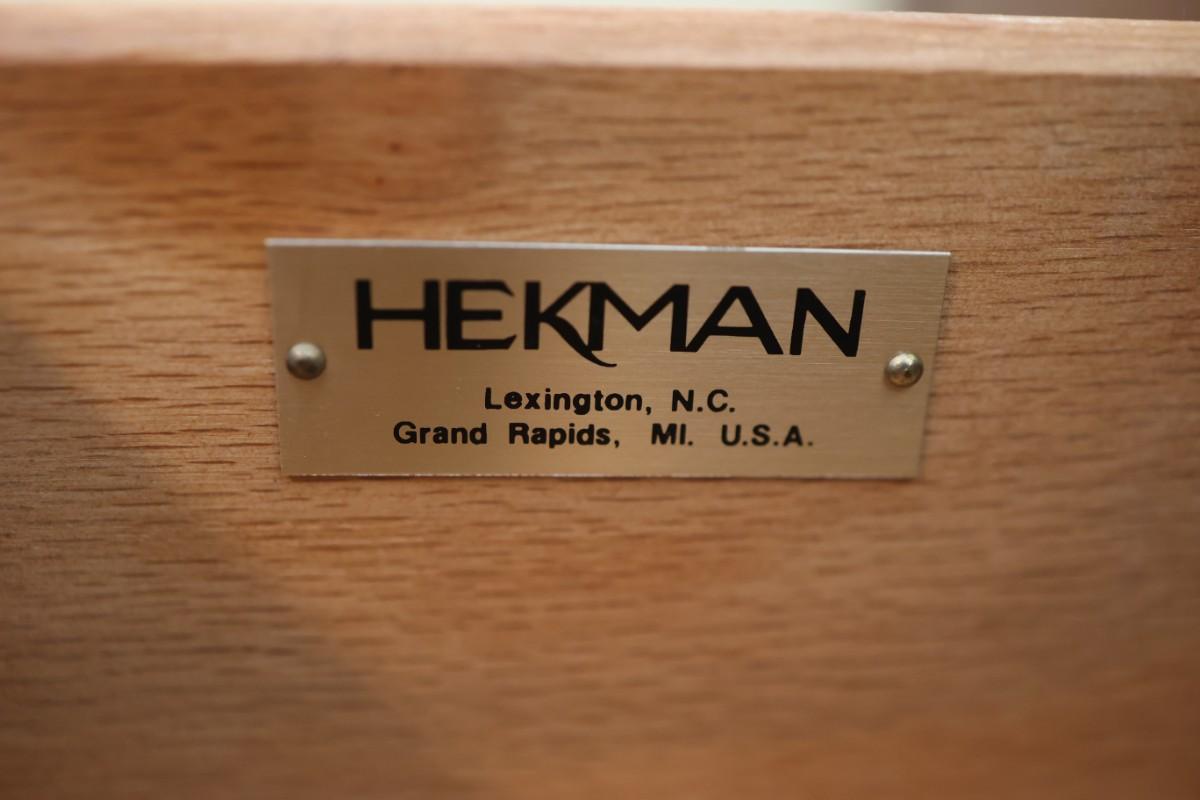 HEKMAN
Lexington, N.C.
Grand Rapids, MI. U.S.A.